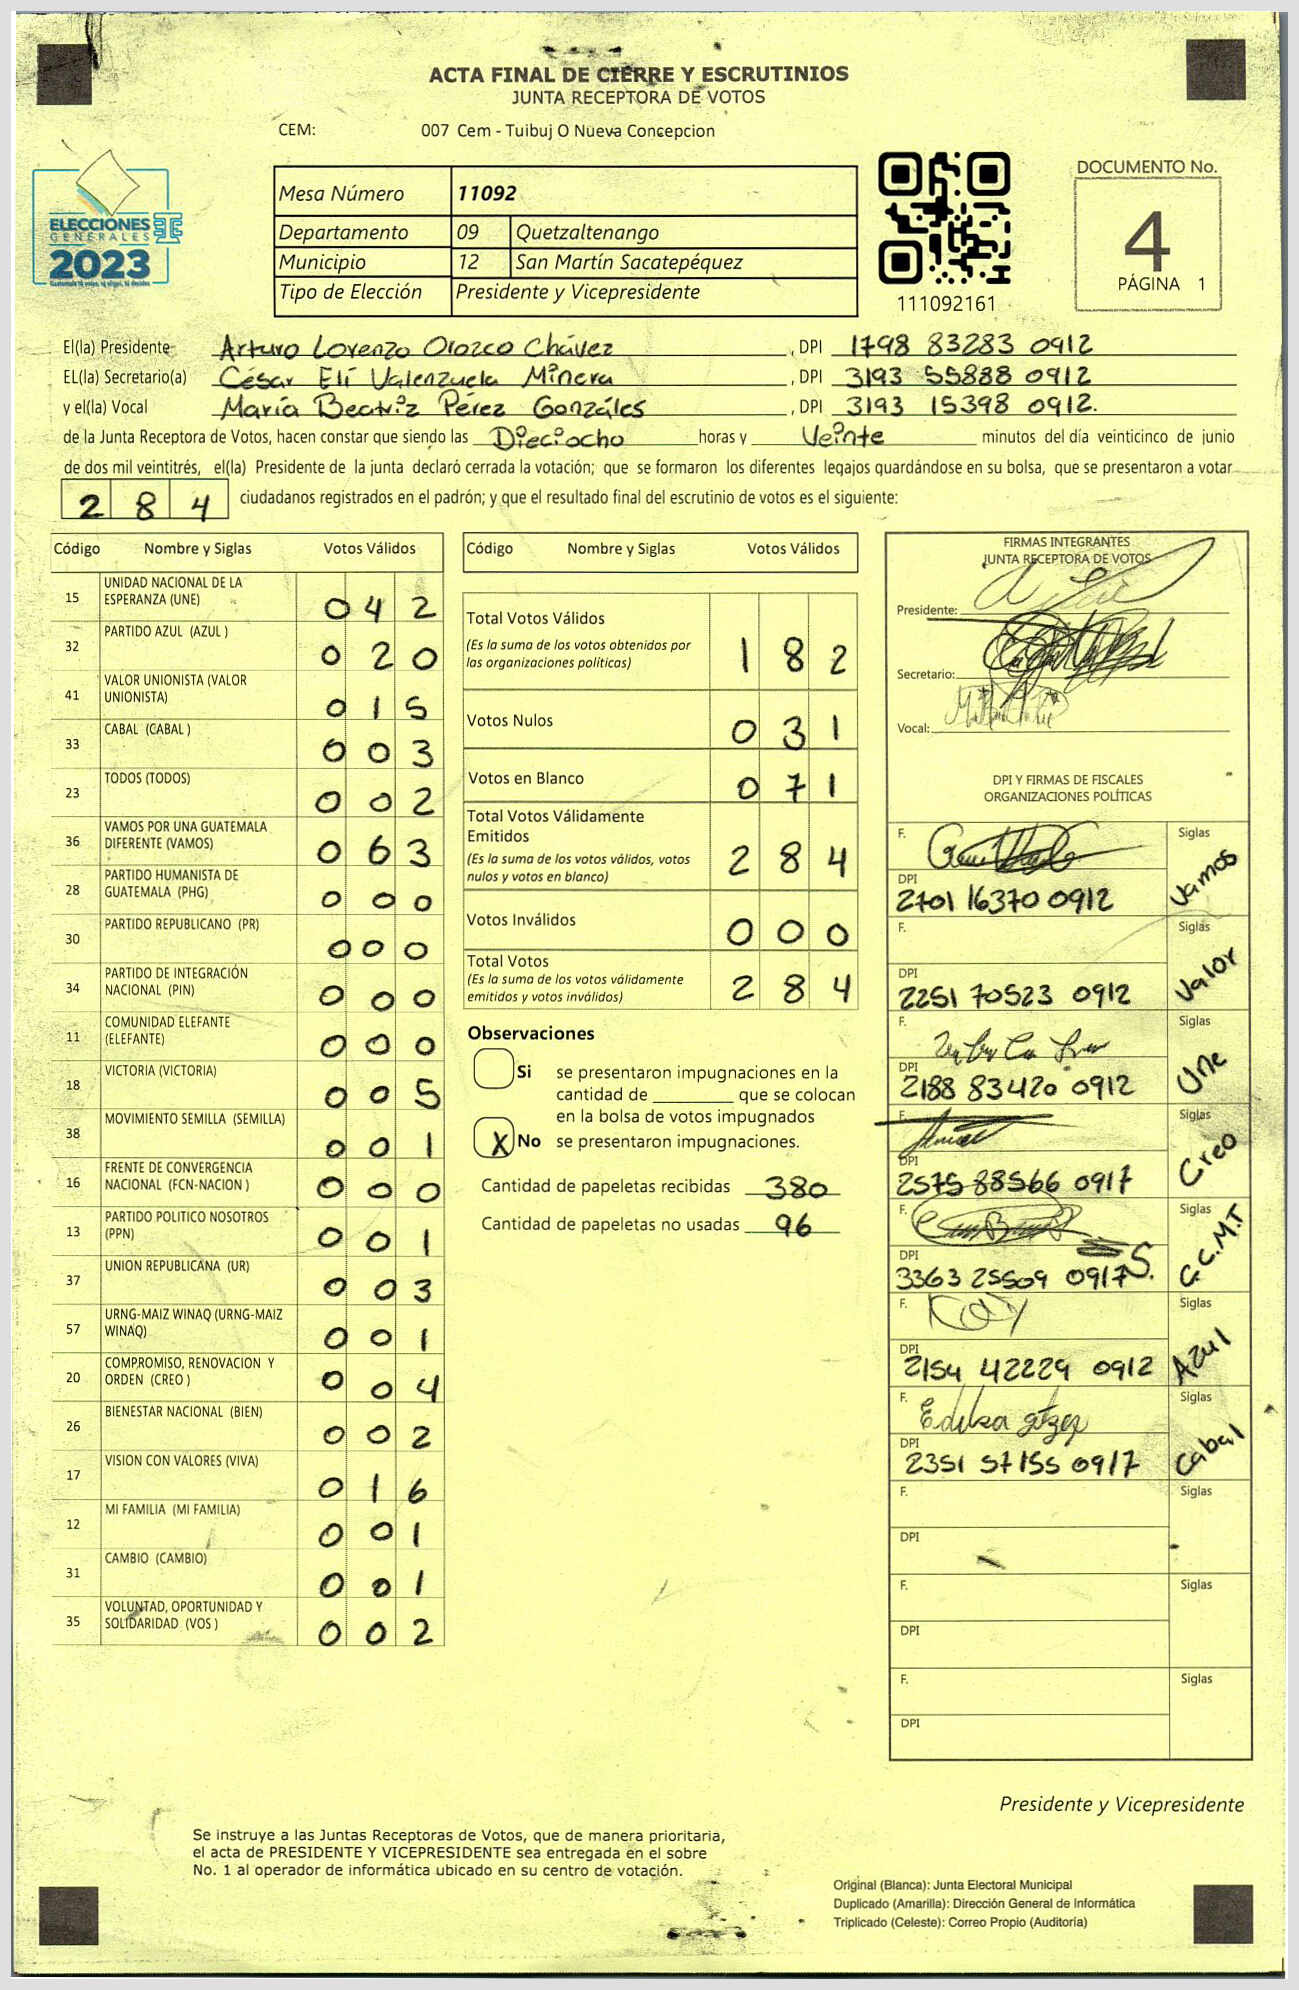 ACTA FINAL DE CIERRE Y ESCRUTINIOS
JUNTA RECEPTORA DE VOTOS
CEM: 007 Cem - Tuibuj O Nueva Concepcion
ELECCIONES
GENERALES
2023
Mesa Número 11092
Departamento 09 Quetzaltenango
Municipio 12 San Martín Sacatepéquez
Tipo de Elección Presidente y Vicepresidente
111092161
DOCUMENTO No.
4
PÁGINA 1
El(la) Presidente Arturo Lorenzo Orozco Chávez , DPI 1798 83283 0912
EL(la) Secretario(a) César Elí Valenzuela Minera , DPI 3193 55888 0912
y el(la) Vocal María Beatriz Pérez Gonzáles , DPI 3193 15398 0912.
de la Junta Receptora de Votos, hacen constar que siendo las Dieciocho horas y Veinte minutos del día veinticinco de junio
de dos mil veintitrés, el(la) Presidente de la junta declaró cerrada la votación; que se formaron los diferentes legajos quardándose en su bolsa, que se presentaron a votar
2 8 4 ciudadanos registrados en el padrón; y que el resultado final del escrutinio de votos es el siguiente:
Código Nombre y Siglas Votos Válidos
15 UNIDAD NACIONAL DE LA ESPERANZA (UNE) 0 4 2
32 PARTIDO AZUL (AZUL ) 0 2 0
41 VALOR UNIONISTA (VALOR UNIONISTA) 0 1 5
33 CABAL (CABAL ) 0 0 3
23 TODOS (TODOS) 0 0 2
36 VAMOS POR UNA GUATEMALA DIFERENTE (VAMOS) 0 6 3
28 PARTIDO HUMANISTA DE GUATEMALA (PHG) 0 0 0
30 PARTIDO REPUBLICANO (PR) 0 0 0
34 PARTIDO DE INTEGRACIÓN NACIONAL (PIN) 0 0 0
11 COMUNIDAD ELEFANTE (ELEFANTE) 0 0 0
18 VICTORIA (VICTORIA) 0 0 5
38 MOVIMIENTO SEMILLA (SEMILLA) 0 0 1
16 FRENTE DE CONVERGENCIA NACIONAL (FCN-NACION ) 0 0 0
13 PARTIDO POLITICO NOSOTROS (PPN) 0 0 1
37 UNION REPUBLICANA (UR) 0 0 3
57 URNG-MAIZ WINAQ (URNG-MAIZ WINAQ) 0 0 1
20 COMPROMISO, RENOVACION Y ORDEN (CREO ) 0 0 4
26 BIENESTAR NACIONAL (BIEN) 0 0 2
17 VISION CON VALORES (VIVA) 0 1 6
12 MI FAMILIA (MI FAMILIA) 0 0 1
31 CAMBIO (CAMBIO) 0 0 1
35 VOLUNTAD, OPORTUNIDAD Y SOLIDARIDAD (VOS ) 0 0 2
Código Nombre y Siglas Votos Válidos
Total Votos Válidos 1 8 2
(Es la suma de los votos obtenidos por
las organizaciones políticas)
Votos Nulos 0 3 1
Votos en Blanco 0 7 1
Total Votos Válidamente
Emitidos 2 8 4
(Es la suma de los votos válidos, votos
nulos y votos en blanco)
Votos Inválidos 0 0 0
Total Votos 2 8 4
(Es la suma de los votos válidamente
emitidos y votos inválidos)
Observaciones
Si se presentaron impugnaciones en la
cantidad de ________ que se colocan
en la bolsa de votos impugnados
X No se presentaron impugnaciones.
Cantidad de papeletas recibidas 380
Cantidad de papeletas no usadas 96
FIRMAS INTEGRANTES
JUNTA RECEPTORA DE VOTOS
Presidente:
Secretario:
Vocal:
DPI Y FIRMAS DE FISCALES
ORGANIZACIONES POLÍTICAS
F. Siglas Vamos
DPI 2701 16370 0912
F. Siglas Valor
DPI 2251 70523 0912
F. Siglas Une
DPI 2188 83420 0912
F. Siglas Creo
DPI 2575 88566 0917
F. Siglas G.C.M.T
DPI 3363 25509 0917 S.
F. Siglas Azul
DPI 2154 42229 0912
F. Siglas Cabal
DPI 2351 57155 0917
F. Siglas
DPI
F. Siglas
DPI
F. Siglas
DPI
Presidente y Vicepresidente
Se instruye a las Juntas Receptoras de Votos, que de manera prioritaria,
el acta de PRESIDENTE Y VICEPRESIDENTE sea entregada en el sobre
No. 1 al operador de informática ubicado en su centro de votación.
Original (Blanca): Junta Electoral Municipal
Duplicado (Amarilla): Dirección General de Informática
Triplicado (Celeste): Correo Propio (Auditoría)